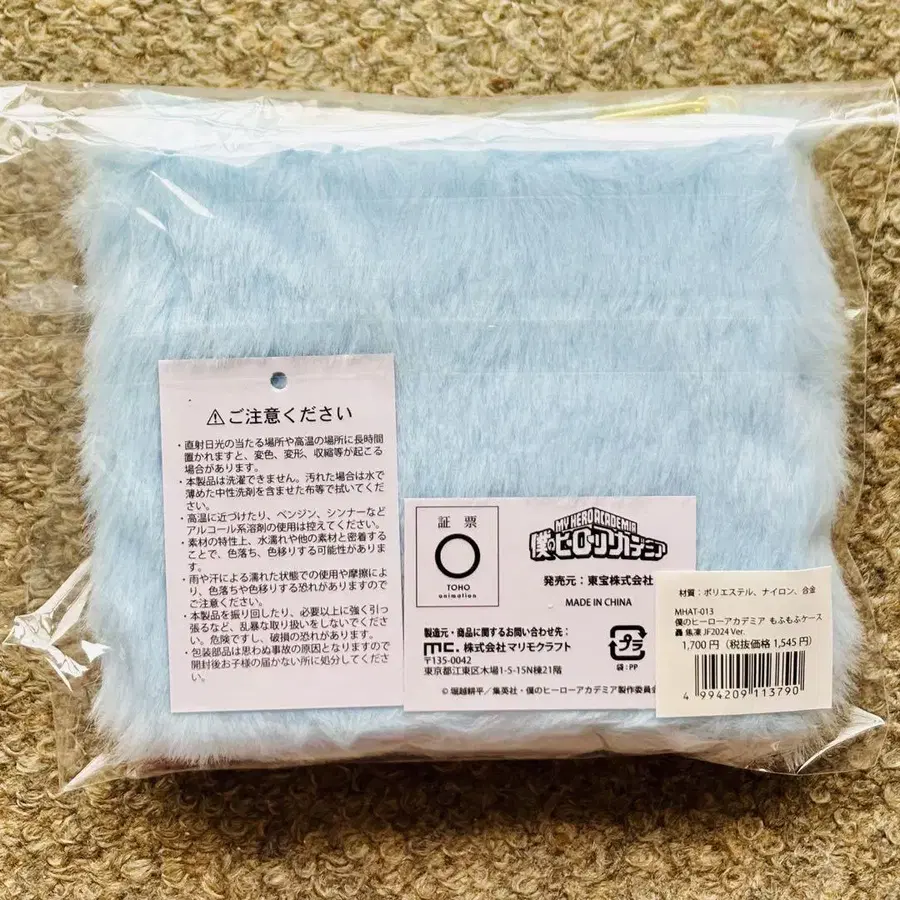 ⚠ご注意ください
・直射日光の当たる場所や高温の場所に長時間
置かれますと、変色、変形、収縮等が起こる
場合があります。
・本製品は洗濯できません。汚れた場合は水で
薄めた中性洗剤を含ませた布等で拭いてくだ
さい。
・高温に近づけたり、ベンジン、シンナーなど
アルコール系溶剤の使用は控えてください。
・素材の特性上、水濡れや他の素材と密着する
ことで、色落ち、色移りする可能性があり
ます。
・雨や汗による濡れた状態での使用や摩擦によ
り、色落ちや色移りする恐れがありますので
ご注意ください。
・本製品を振り回したり、必要以上に強く引っ
張るなど、乱暴な取り扱いをしないでくださ
い。危険ですし、破損の恐れがあります。
・包装部品は思わぬ事故の原因となりますので
開封後お子様の届かない所に処分してくださ
い。
証票
TOHO
animation
MY HERO ACADEMIA
僕のヒーローアカデミア
発売元：東宝株式会社
MADE IN CHINA
製造元・商品に関するお問い合わせ先：
mc. 株式会社マリモクラフト
〒135-0042
東京都江東区木場1-5-15N棟21階
プラ
袋：PP
© 堀越耕平／集英社・僕のヒーローアカデミア製作委員会
材質：ポリエステル、ナイロン、合金
MHAT-013
僕のヒーローアカデミア もふもふケース
轟 焦凍 JF2024 Ver.
1,700円（税抜価格 1,545円）
4 994209 113790